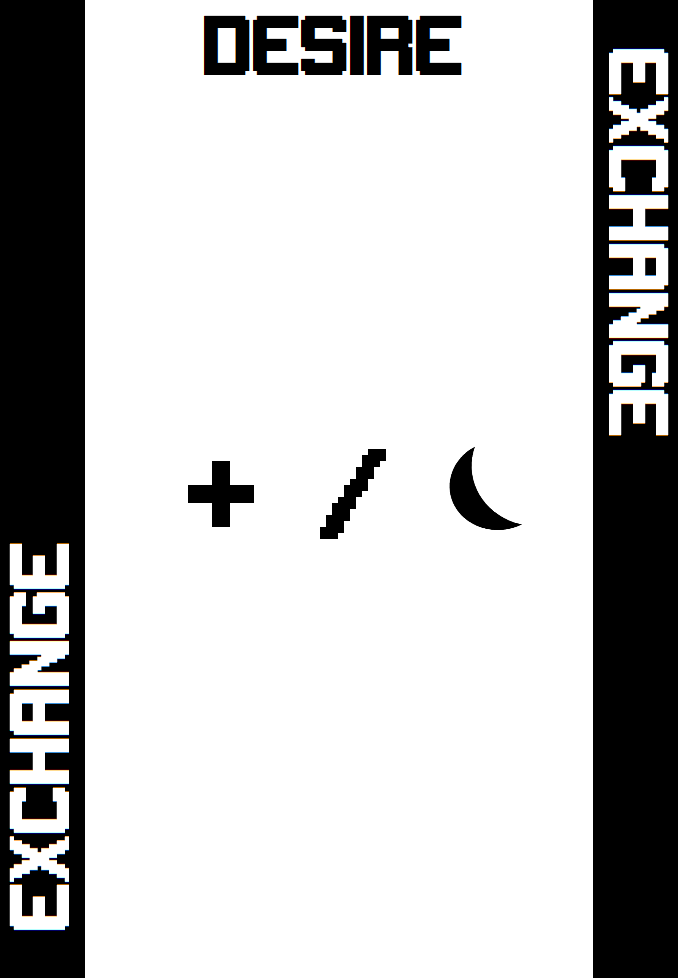 DESIRE
EXCHANGE
+ / ☾
EXCHANGE